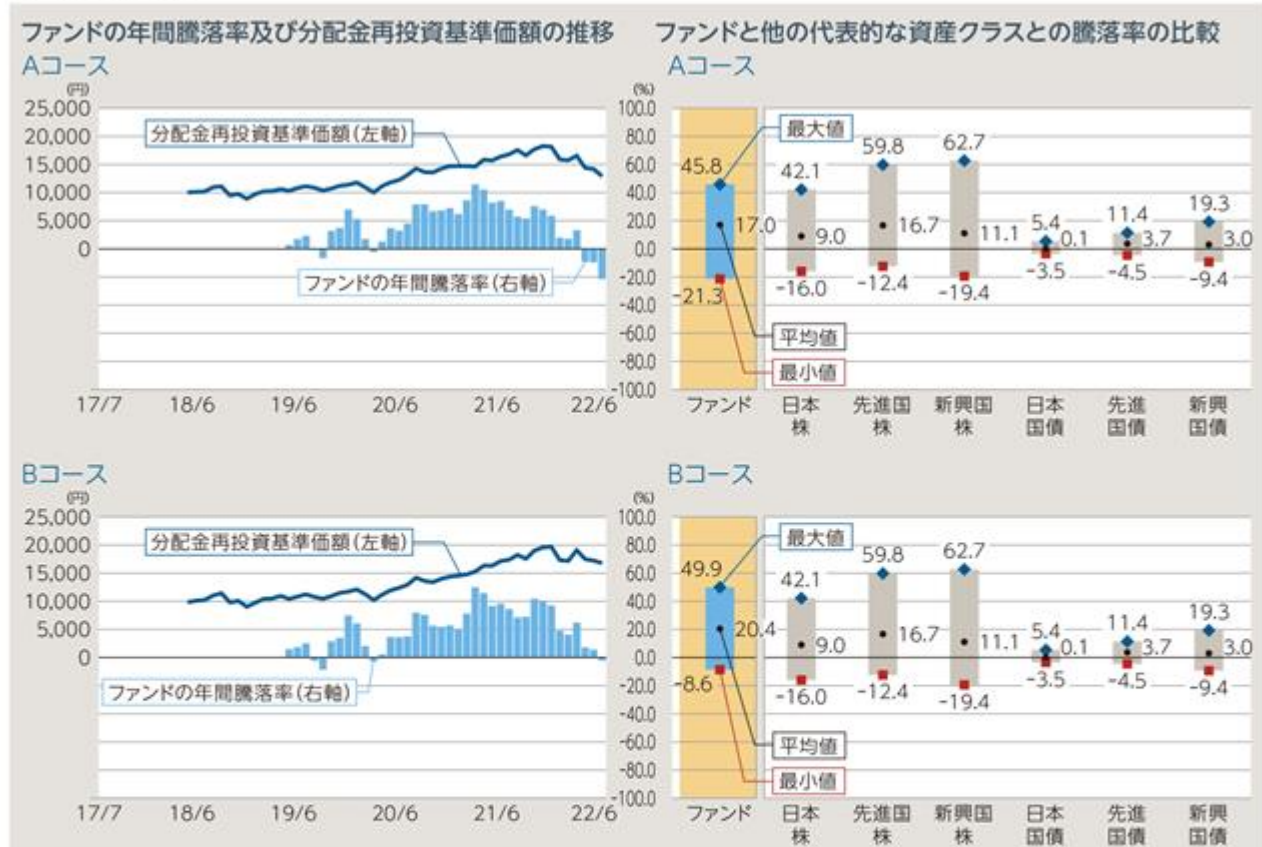 ファンドの年間騰落率及び分配金再投資基準価額の推移
Aコース
(円)
25,000
20,000
15,000
10,000
5,000
0
分配金再投資基準価額(左軸)
ファンドの年間騰落率(右軸)
(%)
100.0
80.0
60.0
40.0
20.0
0.0
-20.0
-40.0
-60.0
-80.0
-100.0
17/7 18/6 19/6 20/6 21/6 22/6
ファンドと他の代表的な資産クラスとの騰落率の比較
Aコース
最大値
平均値
最小値
45.8 42.1 59.8 62.7 5.4 11.4 19.3
17.0 9.0 16.7 11.1 0.1 3.7 3.0
-21.3 -16.0 -12.4 -19.4 -3.5 -4.5 -9.4
ファンド 日本 先進国 新興国 日本 先進 新興
株 株 株 国債 国債 国債
Bコース
(円)
25,000
20,000
15,000
10,000
5,000
0
分配金再投資基準価額(左軸)
ファンドの年間騰落率(右軸)
(%)
100.0
80.0
60.0
40.0
20.0
0.0
-20.0
-40.0
-60.0
-80.0
-100.0
17/7 18/6 19/6 20/6 21/6 22/6
Bコース
最大値
平均値
最小値
49.9 42.1 59.8 62.7 5.4 11.4 19.3
20.4 9.0 16.7 11.1 0.1 3.7 3.0
-8.6 -16.0 -12.4 -19.4 -3.5 -4.5 -9.4
ファンド 日本 先進国 新興国 日本 先進 新興
株 株 株 国債 国債 国債